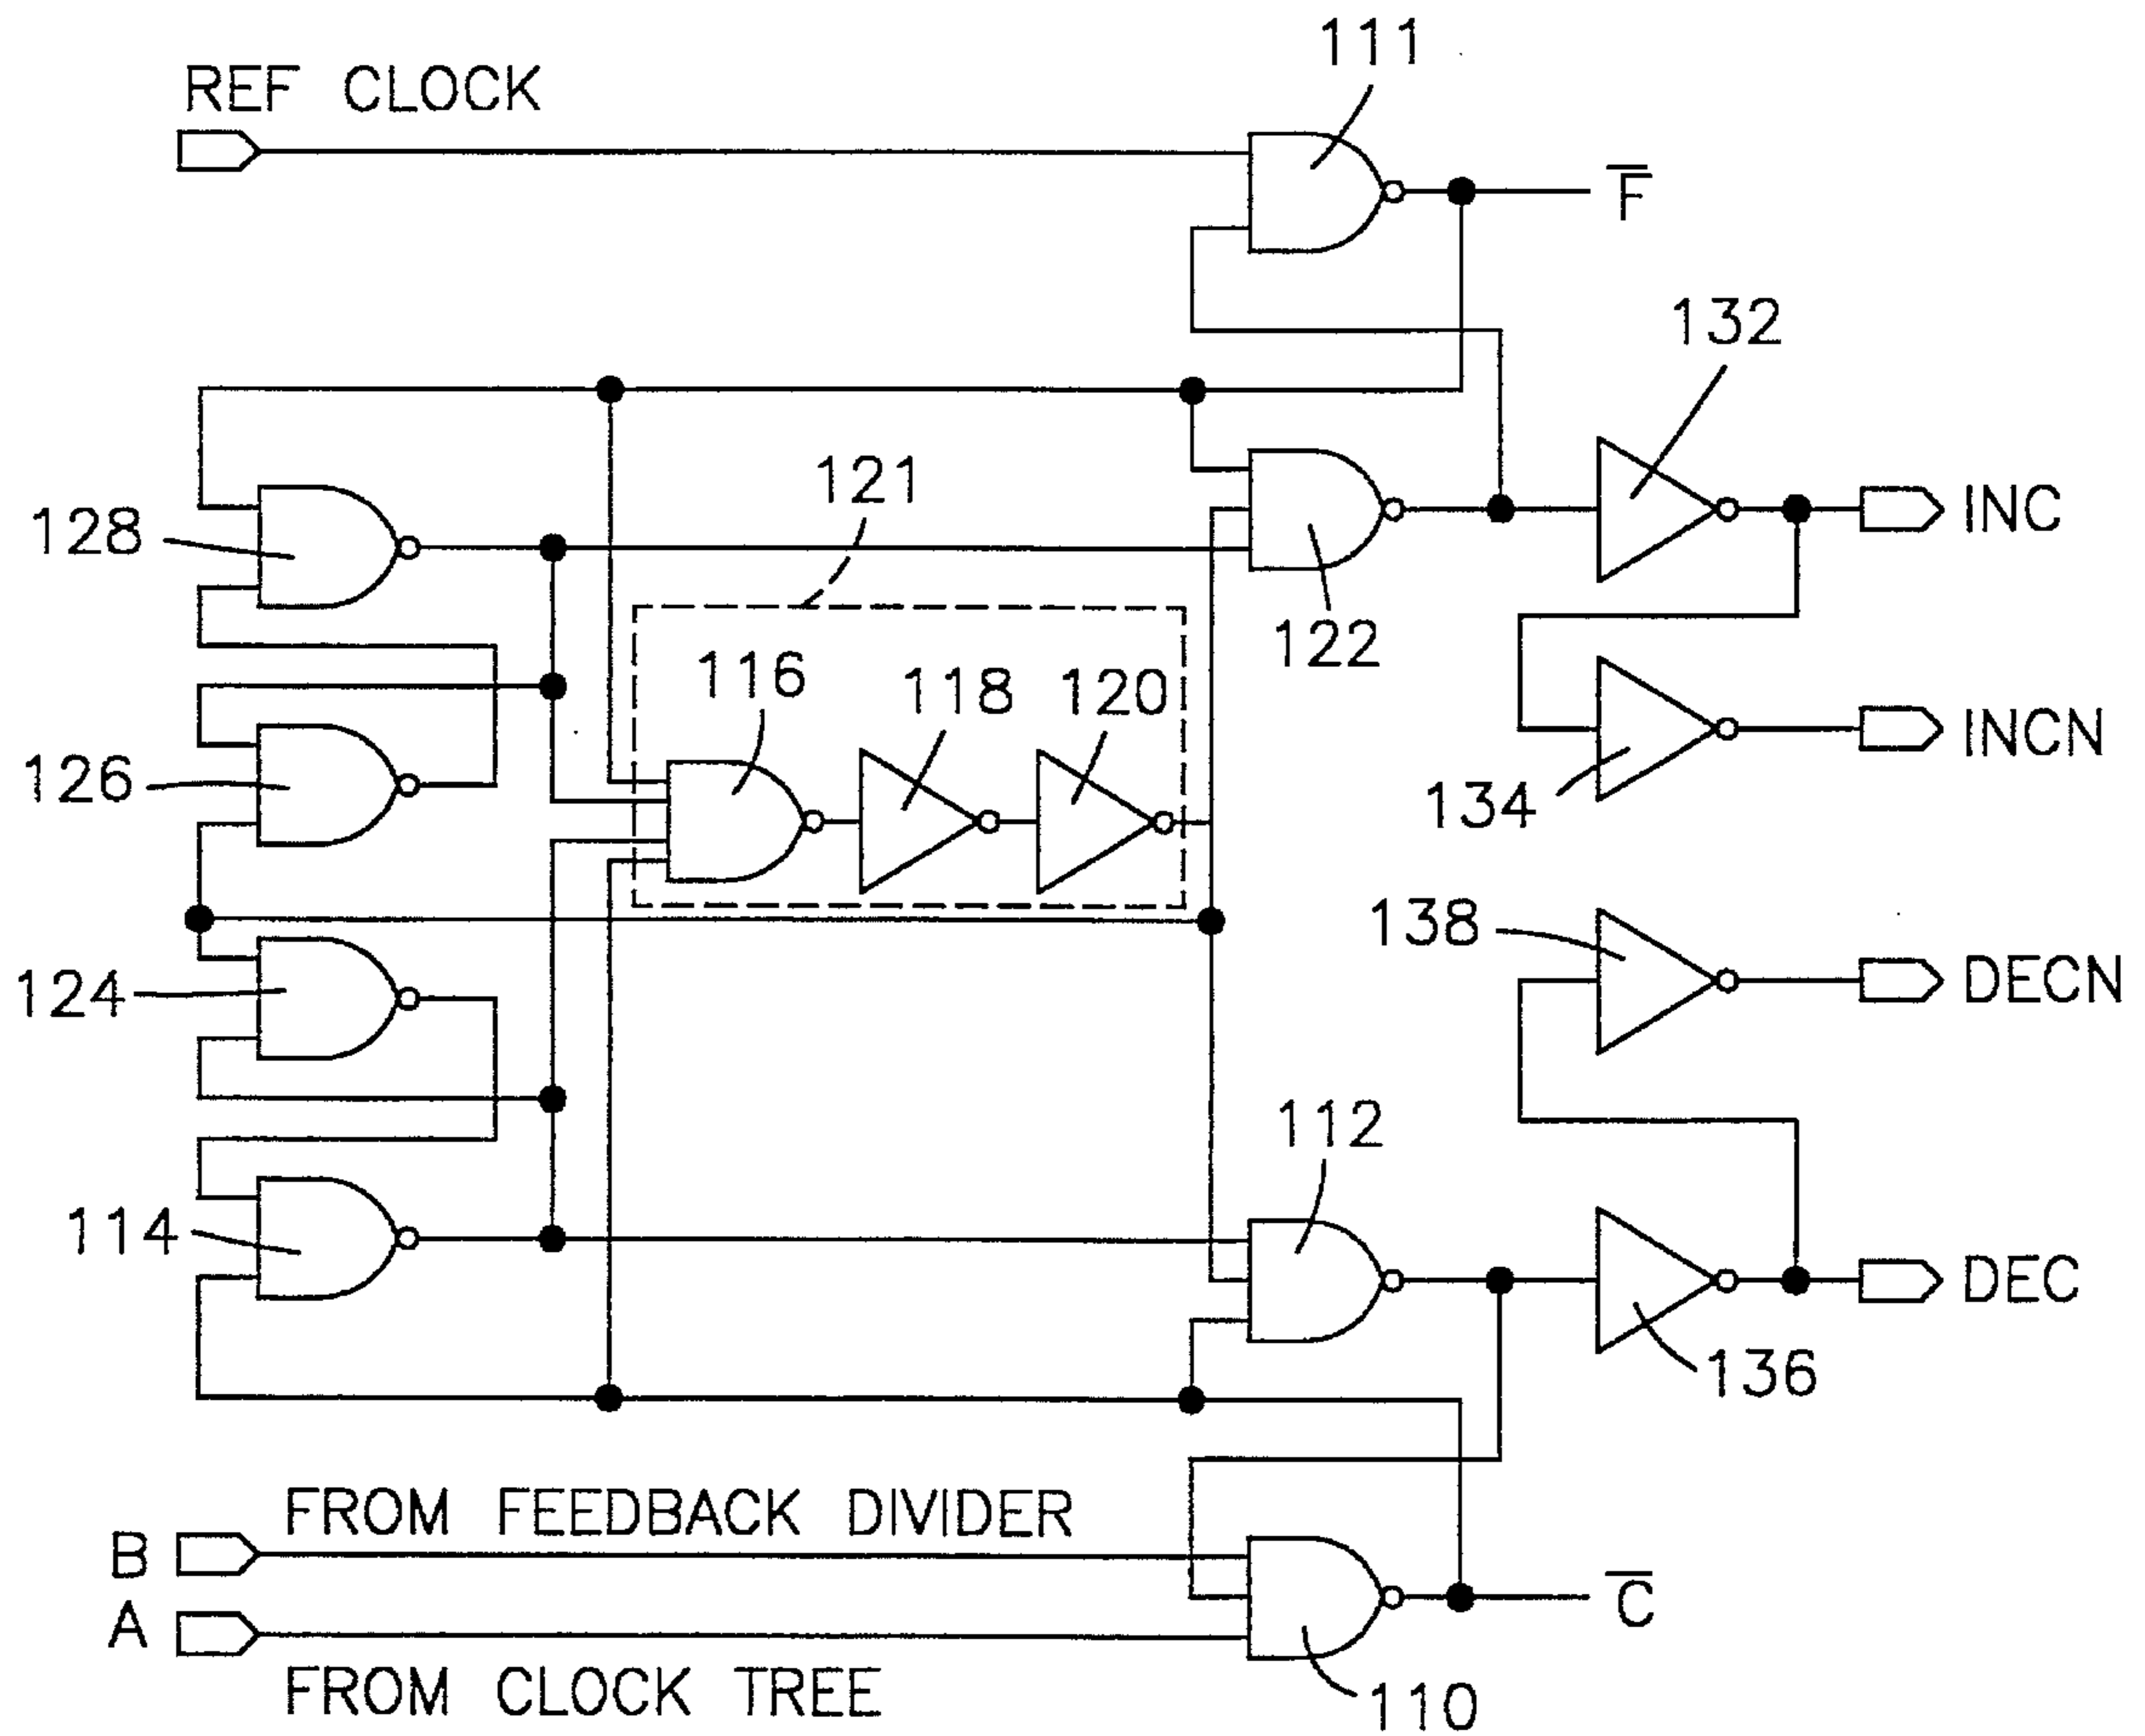 111
REF CLOCK
F
132
121
INC
128
122
116
118
120
INCN
126
134
138
DECN
124
112
114
DEC
136
FROM FEEDBACK DIVIDER
B
C
A
FROM CLOCK TREE
110